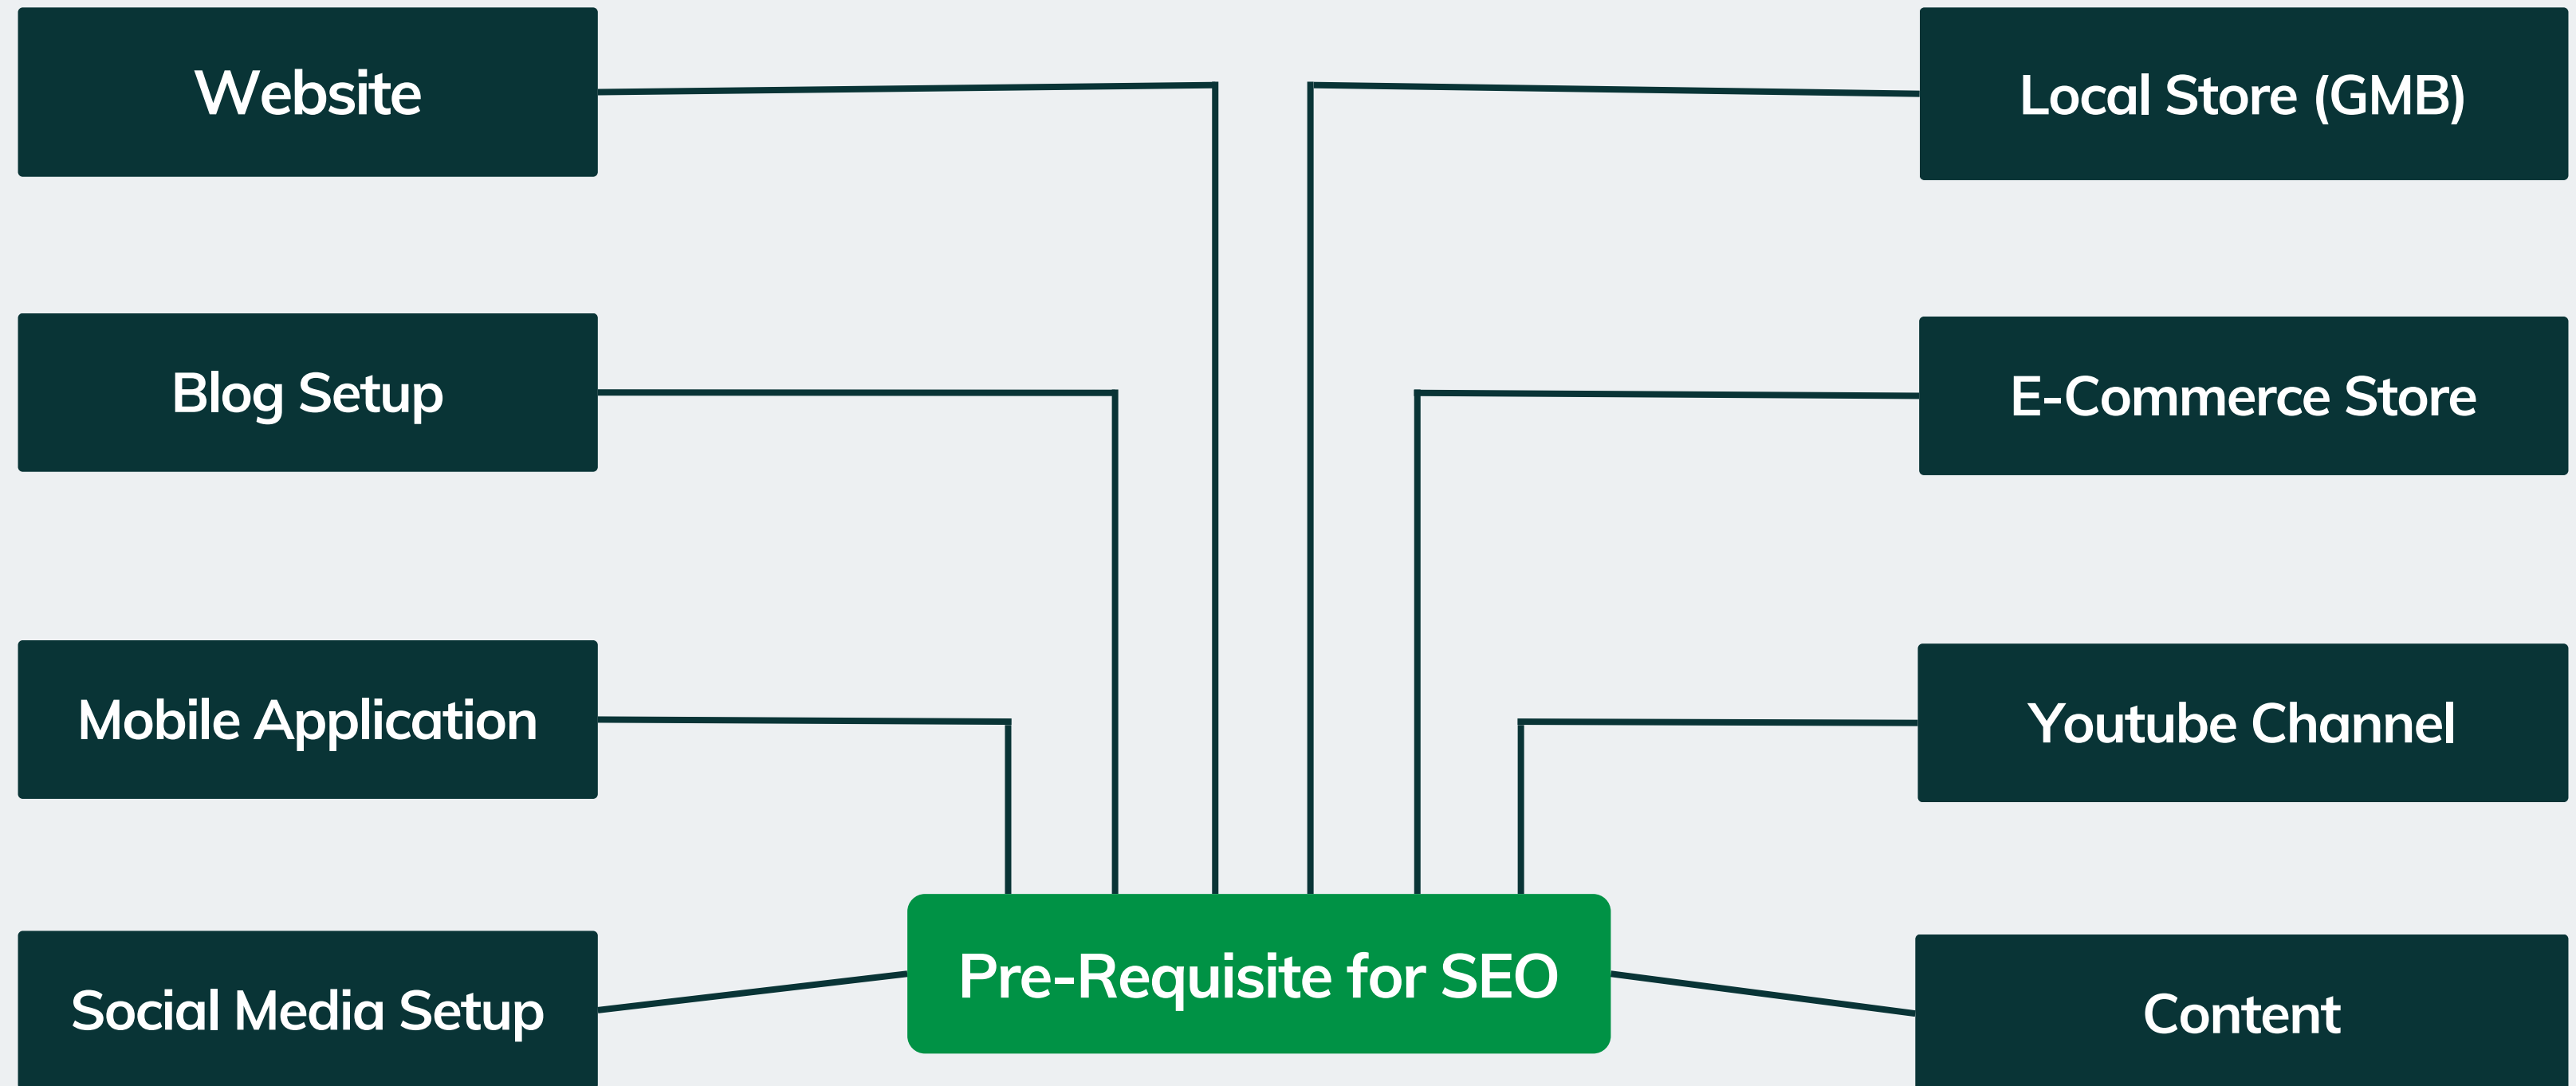 Website
Local Store (GMB)
Blog Setup
E-Commerce Store
Mobile Application
Youtube Channel
Pre-Requisite for SEO
Social Media Setup
Content